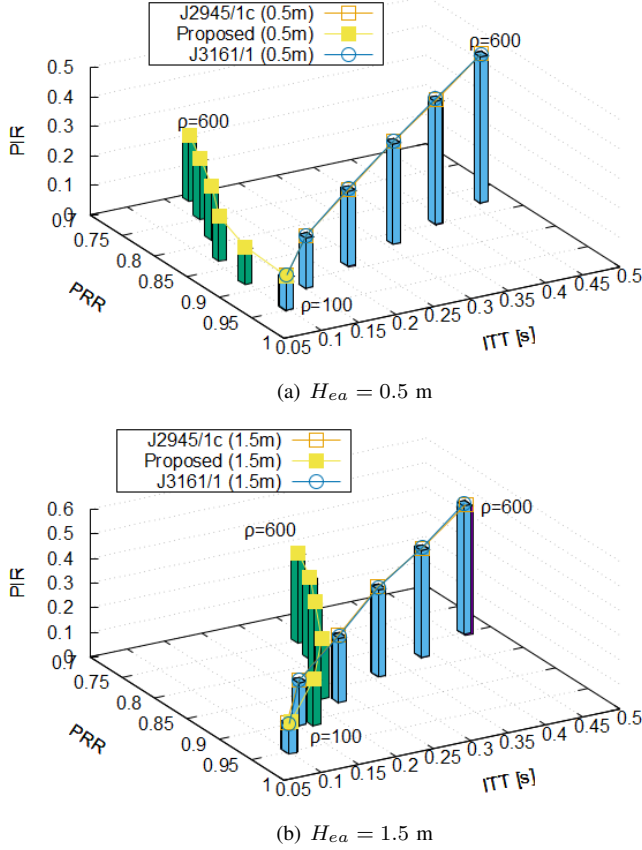 J2945/1c (0.5m)
Proposed (0.5m)
J3161/1 (0.5m)
ρ=600
ρ=600
ρ=100
PIR
0.5
0.4
0.3
0.2
0.1
0
0.7
0.75
0.8
0.85
0.9
0.95
1
PRR
0.05
0.1
0.15
0.2
0.25
0.3
0.35
0.4
0.45
0.5
ITT [s]
(a) Hea = 0.5 m
J2945/1c (1.5m)
Proposed (1.5m)
J3161/1 (1.5m)
ρ=600
ρ=600
ρ=100
PIR
0.6
0.5
0.4
0.3
0.2
0.1
0
0.7
0.75
0.8
0.85
0.9
0.95
1
PRR
0.05
0.1
0.15
0.2
0.25
0.3
0.35
0.4
0.45
0.5
ITT [s]
(b) Hea = 1.5 m